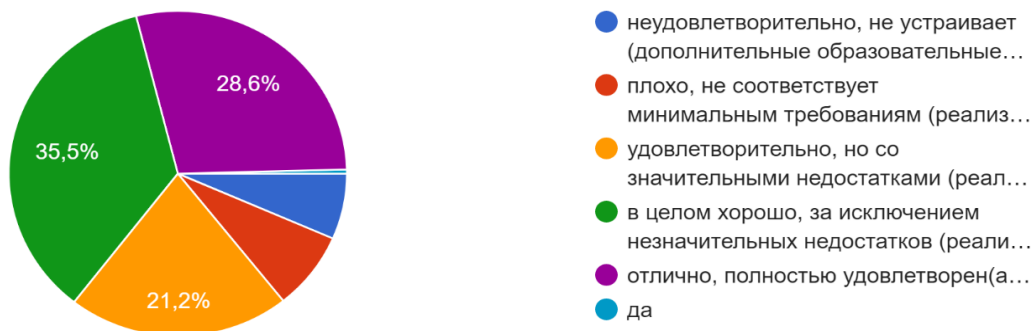 28,6%
35,5%
21,2%
неудовлетворительно, не устраивает
(дополнительные образовательные…
плохо, не соответствует
минимальным требованиям (реализ…
удовлетворительно, но со
значительными недостатками (реал…
в целом хорошо, за исключением
незначительных недостатков (реали…
отлично, полностью удовлетворен(а…
да